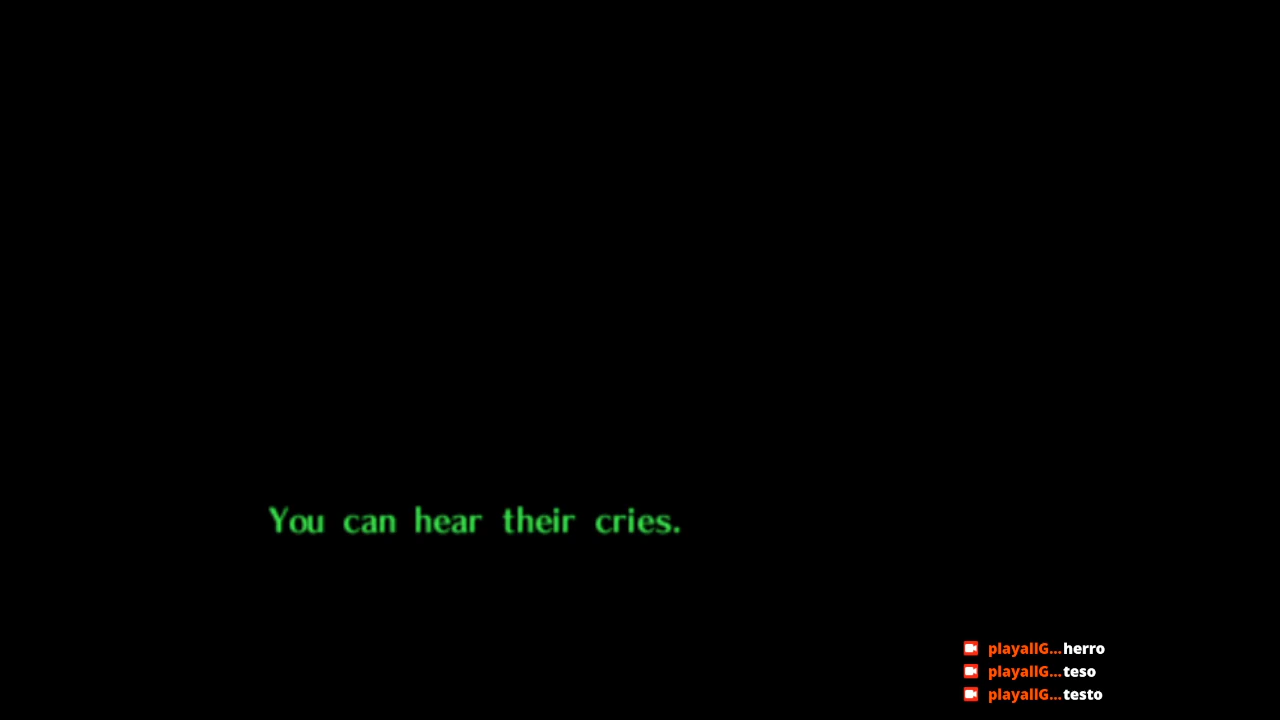 You can hear their cries.
playallG...herro
playallG...teso
playallG...testo